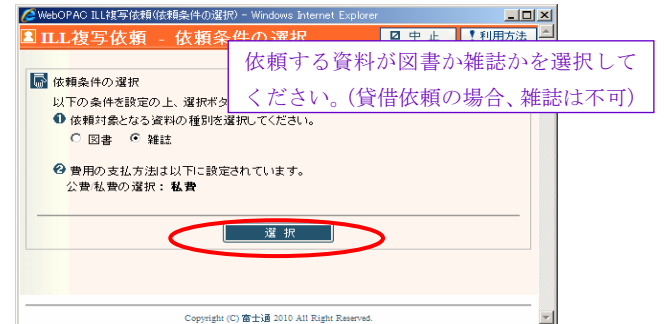 WebOPAC ILL複写依頼(依頼条件の選択) - Windows Internet Explorer
ILL複写依頼 - 依頼条件の選択
中 止
利用方法
依頼する資料が図書か雑誌かを選択して
ください。(貸借依頼の場合、雑誌は不可)
依頼条件の選択
以下の条件を設定の上、選択ボタ
❶ 依頼対象となる資料の種別を選択してください。
図書 雑誌
❷ 費用の支払方法は以下に設定されています。
公費・私費の選択: 私費
選 択
Copyright (C) 富士通 2010 All Right Reserved.